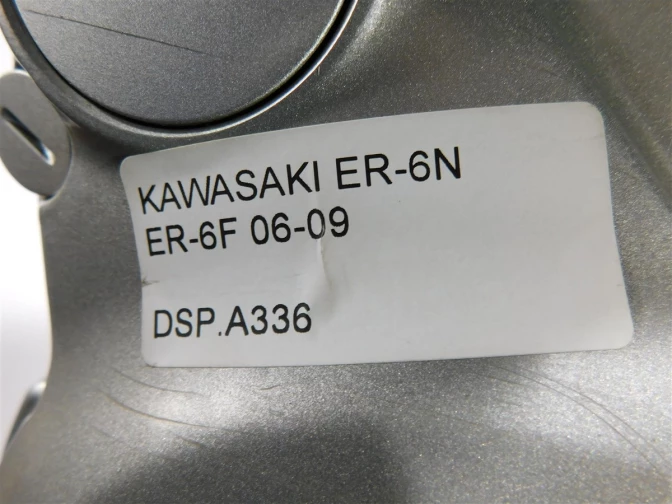 KAWASAKI ER-6N
ER-6F 06-09
DSP.A336